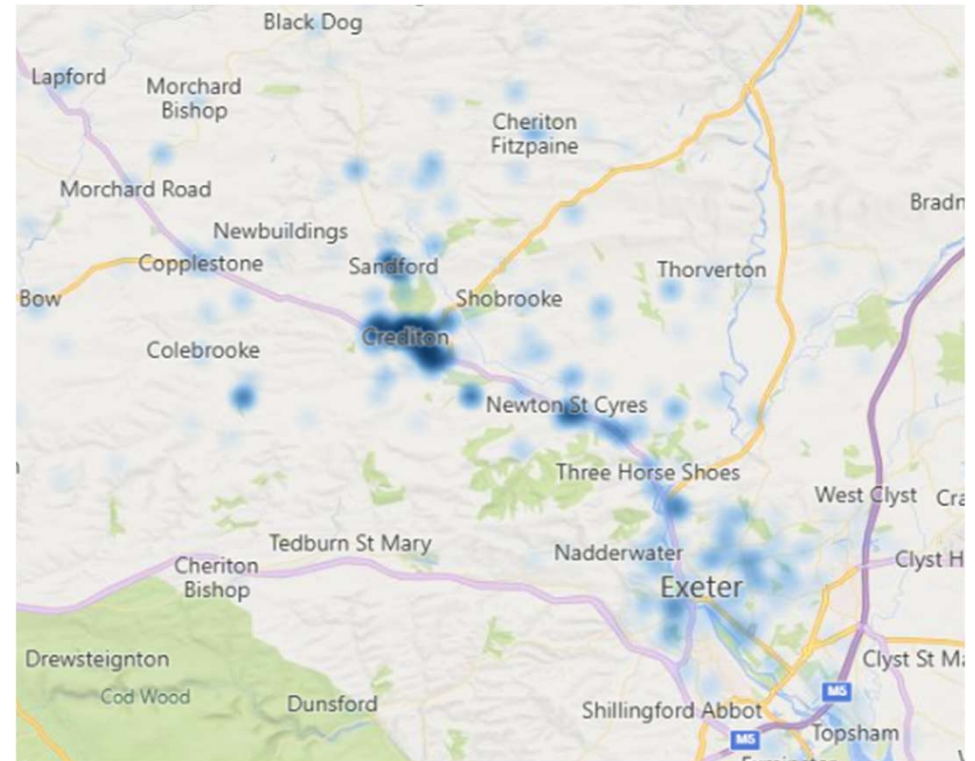 Black Dog
Lapford
Morchard
Bishop
Cheriton
Fitzpaine
Morchard Road
Bradn
Newbuildings
Copplestone
Sandford
Thorverton
Bow
Shobrooke
Crediton
Colebrooke
Newton St Cyres
Three Horse Shoes
West Clyst
Cra
Tedburn St Mary
Nadderwater
Cheriton
Bishop
Clyst H
Exeter
Drewsteignton
Clyst St Ma
Cod Wood
M5
Dunsford
Shillingford Abbot
Topsham
M5